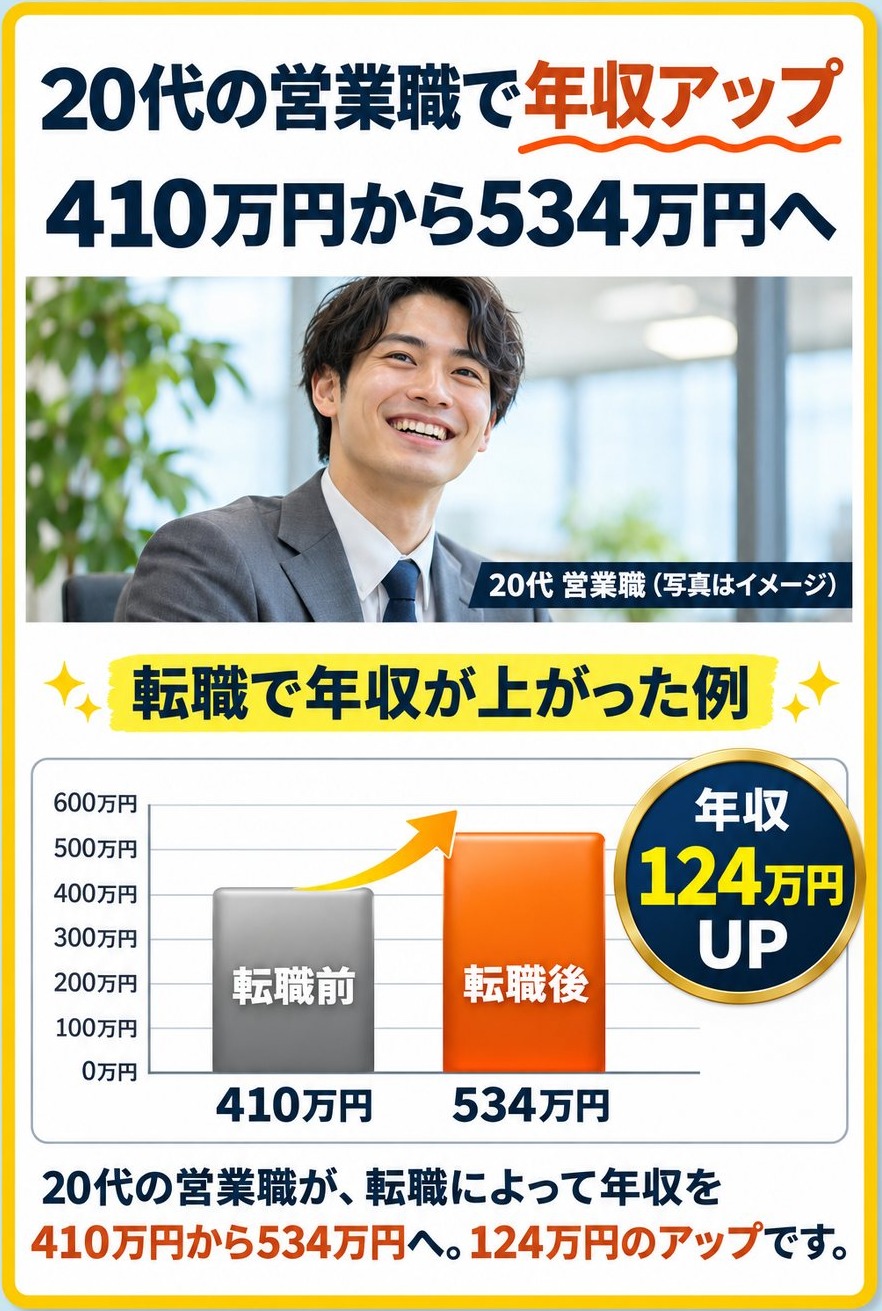 20代の営業職で年収アップ
410万円から534万円へ
20代 営業職（写真はイメージ）
転職で年収が上がった例
年収
124万円
UP
600万円
500万円
400万円
300万円
200万円
100万円
0万円
転職前
転職後
410万円
534万円
20代の営業職が、転職によって年収を
410万円から534万円へ。124万円のアップです。